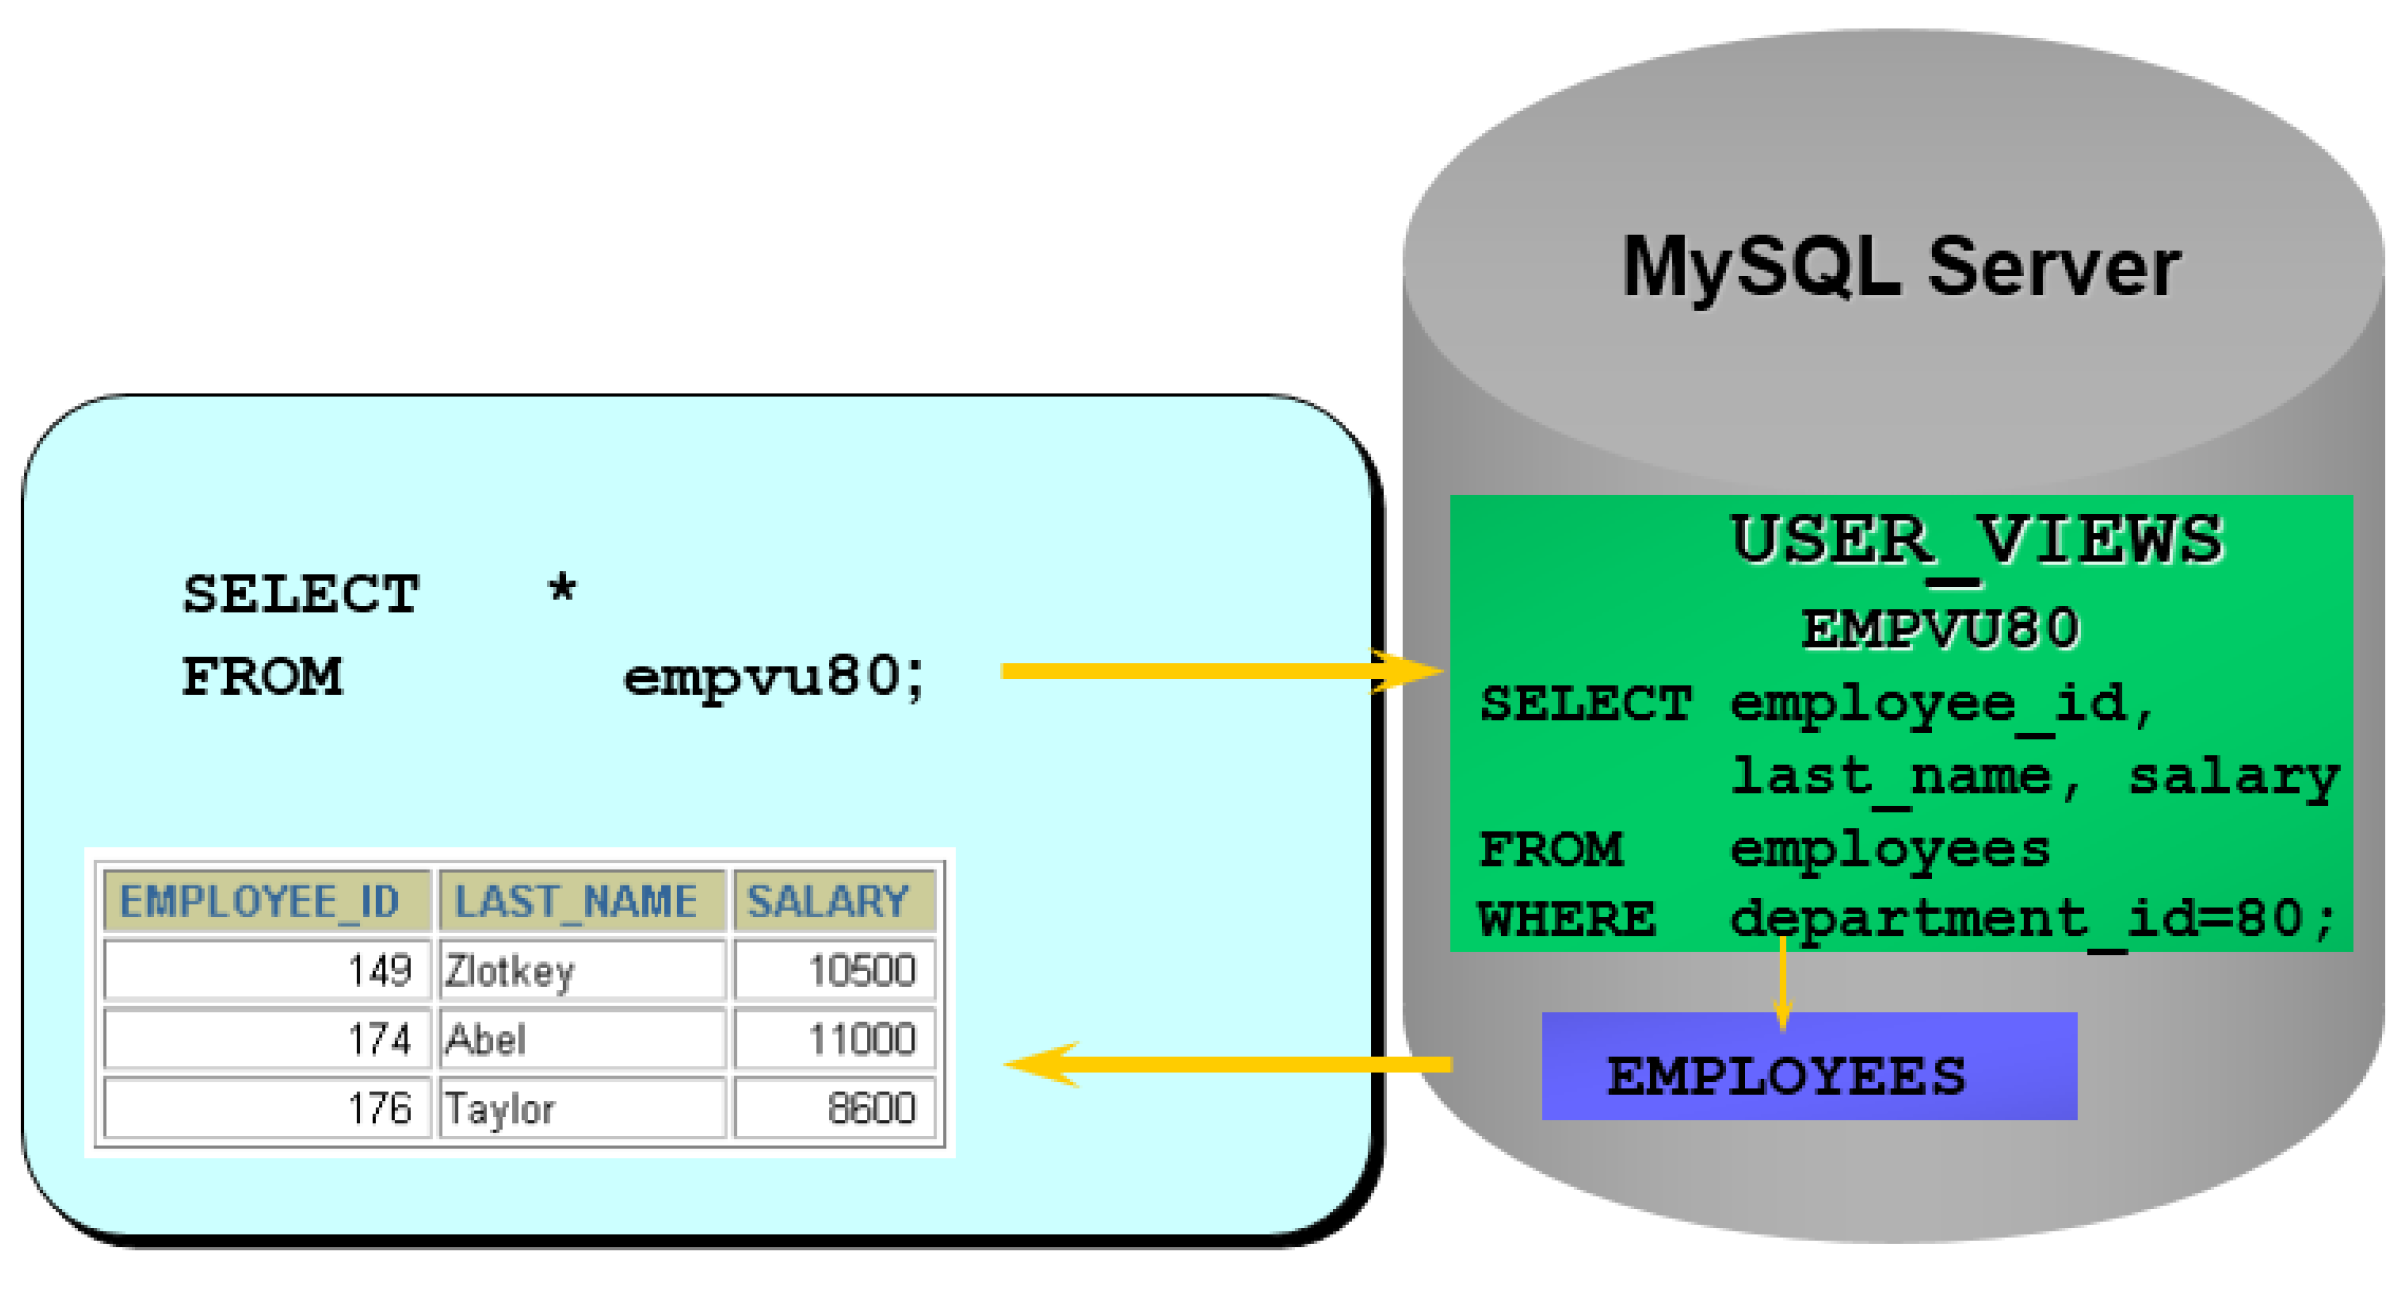 MySQL Server
SELECT *
FROM empvu80;
USER_VIEWS
EMPVU80
SELECT employee_id,
last_name, salary
FROM employees
WHERE department_id=80;
EMPLOYEE_ID LAST_NAME SALARY
149 Zlotkey 10500
174 Abel 11000
176 Taylor 8600
EMPLOYEES